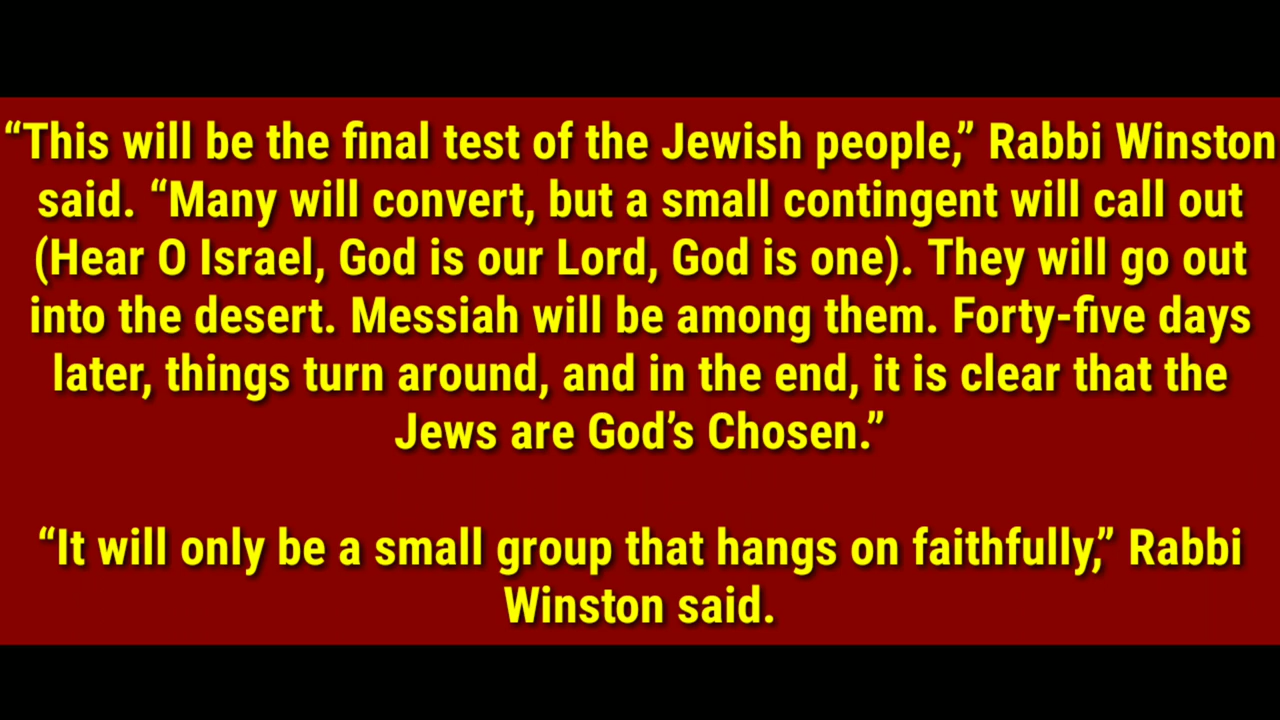 “This will be the final test of the Jewish people,” Rabbi Winston
said. “Many will convert, but a small contingent will call out
(Hear O Israel, God is our Lord, God is one). They will go out
into the desert. Messiah will be among them. Forty-five days
later, things turn around, and in the end, it is clear that the
Jews are God’s Chosen.”
“It will only be a small group that hangs on faithfully,” Rabbi
Winston said.